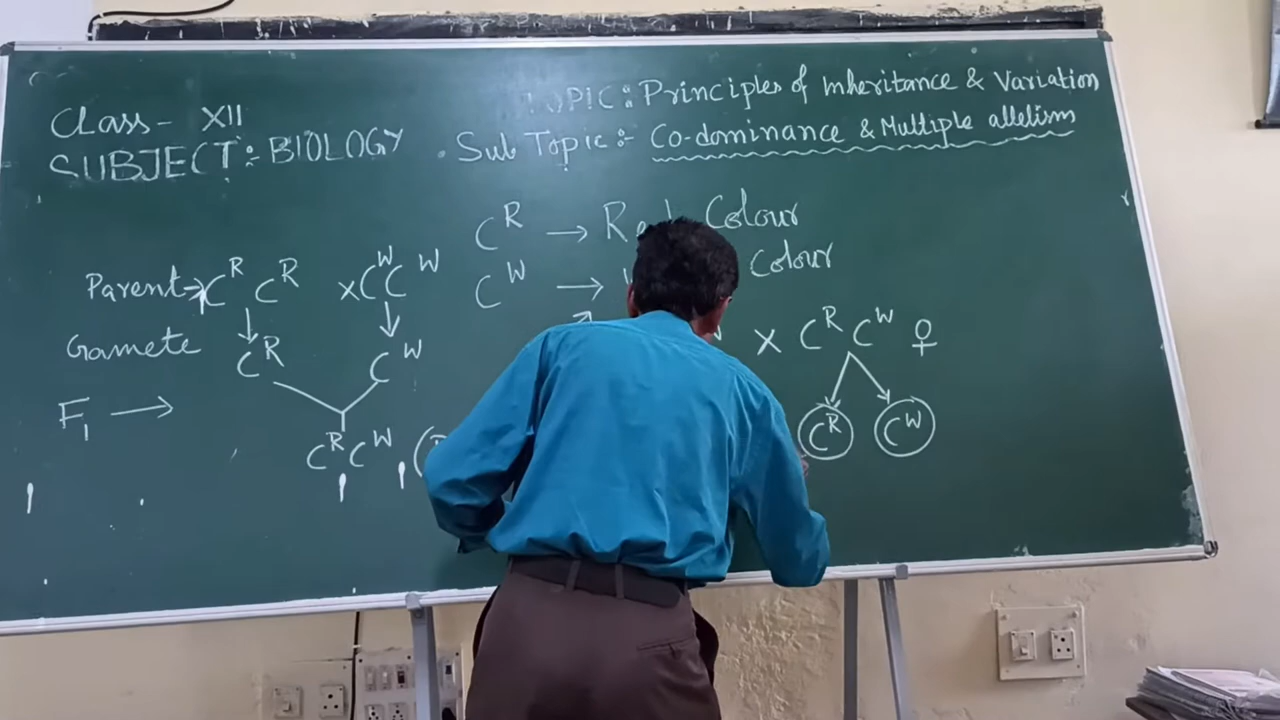 CLASS- XII
SUBJECT:- BIOLOGY
TOPIC: Principles of Inheritance & Variation
Sub Topic:- Co-dominance & Multiple allelism
C^R → Red Colour
C^W → Colour
Parent→ C^R C^R x C^W C^W
Gamete C^R C^W
F₁ → C^R C^W
x C^R C^W ♀
C^R C^W